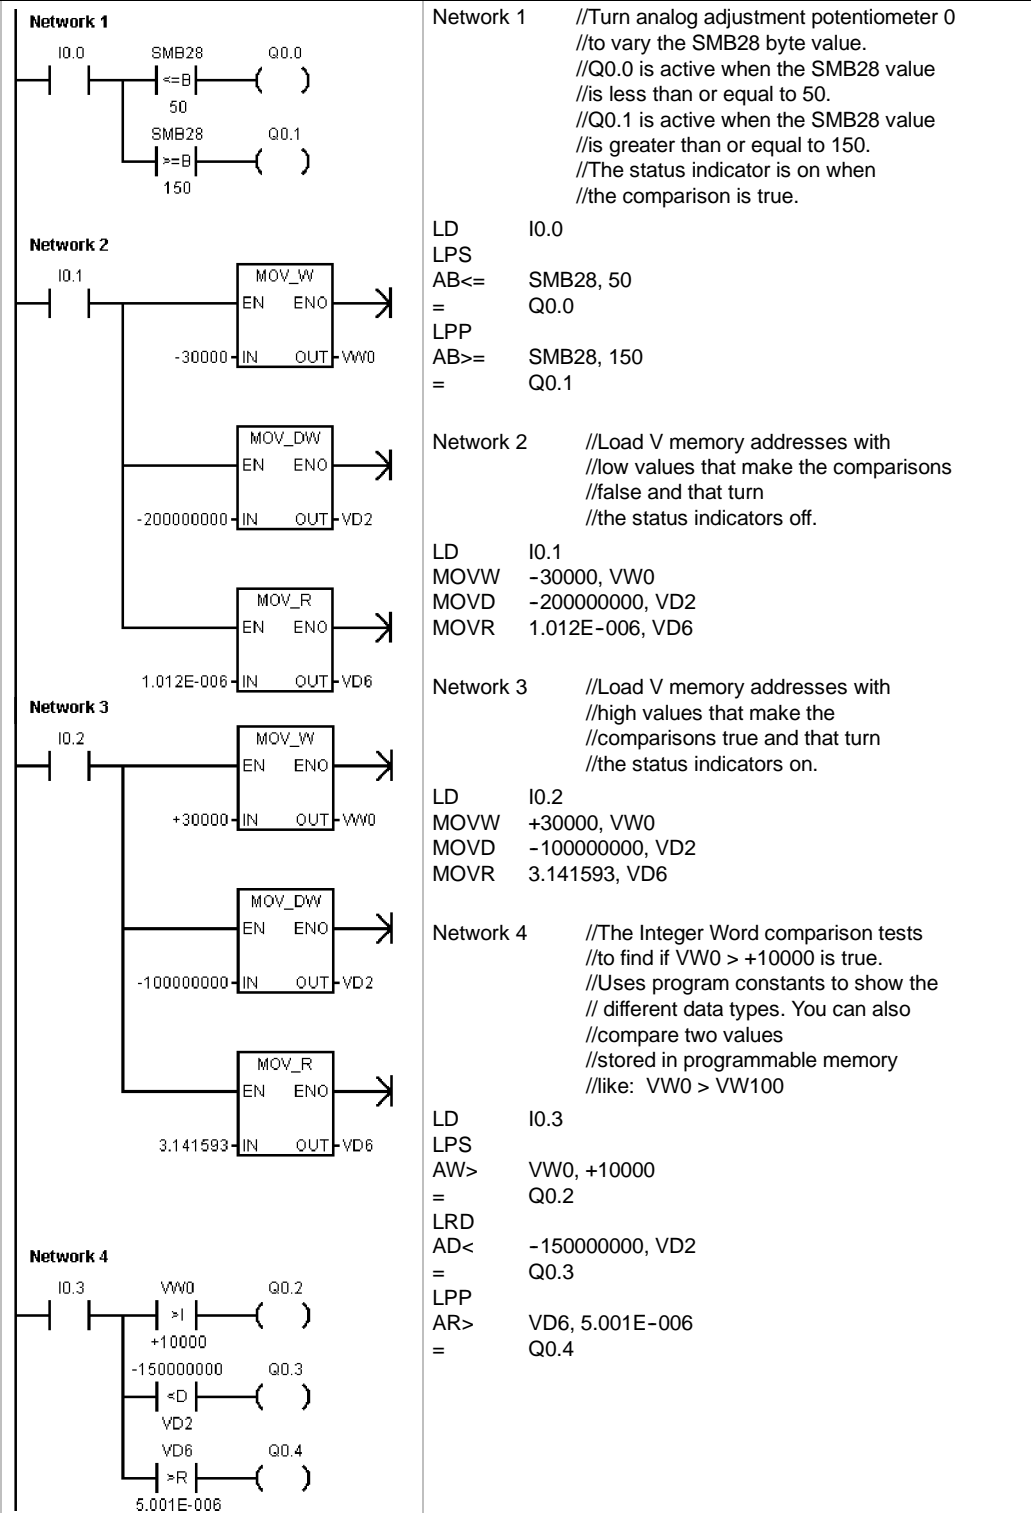 Network 1
I0.0 SMB28 Q0.0
<=B
50
SMB28 Q0.1
>=B
150
Network 2
I0.1
MOV_W
EN ENO
-30000 IN OUT VW0
MOV_DW
EN ENO
-200000000 IN OUT VD2
MOV_R
EN ENO
1.012E-006 IN OUT VD6
Network 3
I0.2
MOV_W
EN ENO
+30000 IN OUT VW0
MOV_DW
EN ENO
-100000000 IN OUT VD2
MOV_R
EN ENO
3.141593 IN OUT VD6
Network 4
I0.3 VW0 Q0.2
>I
+10000
-150000000 Q0.3
<D
VD2
VD6 Q0.4
>R
5.001E-006
Network 1 //Turn analog adjustment potentiometer 0
//to vary the SMB28 byte value.
//Q0.0 is active when the SMB28 value
//is less than or equal to 50.
//Q0.1 is active when the SMB28 value
//is greater than or equal to 150.
//The status indicator is on when
//the comparison is true.
LD I0.0
LPS
AB<= SMB28, 50
= Q0.0
LPP
AB>= SMB28, 150
= Q0.1
Network 2 //Load V memory addresses with
//low values that make the comparisons
//false and that turn
//the status indicators off.
LD I0.1
MOVW -30000, VW0
MOVD -200000000, VD2
MOVR 1.012E-006, VD6
Network 3 //Load V memory addresses with
//high values that make the
//comparisons true and that turn
//the status indicators on.
LD I0.2
MOVW +30000, VW0
MOVD -100000000, VD2
MOVR 3.141593, VD6
Network 4 //The Integer Word comparison tests
//to find if VW0 > +10000 is true.
//Uses program constants to show the
// different data types. You can also
//compare two values
//stored in programmable memory
//like: VW0 > VW100
LD I0.3
LPS
AW> VW0, +10000
= Q0.2
LRD
AD< -150000000, VD2
= Q0.3
LPP
AR> VD6, 5.001E-006
= Q0.4